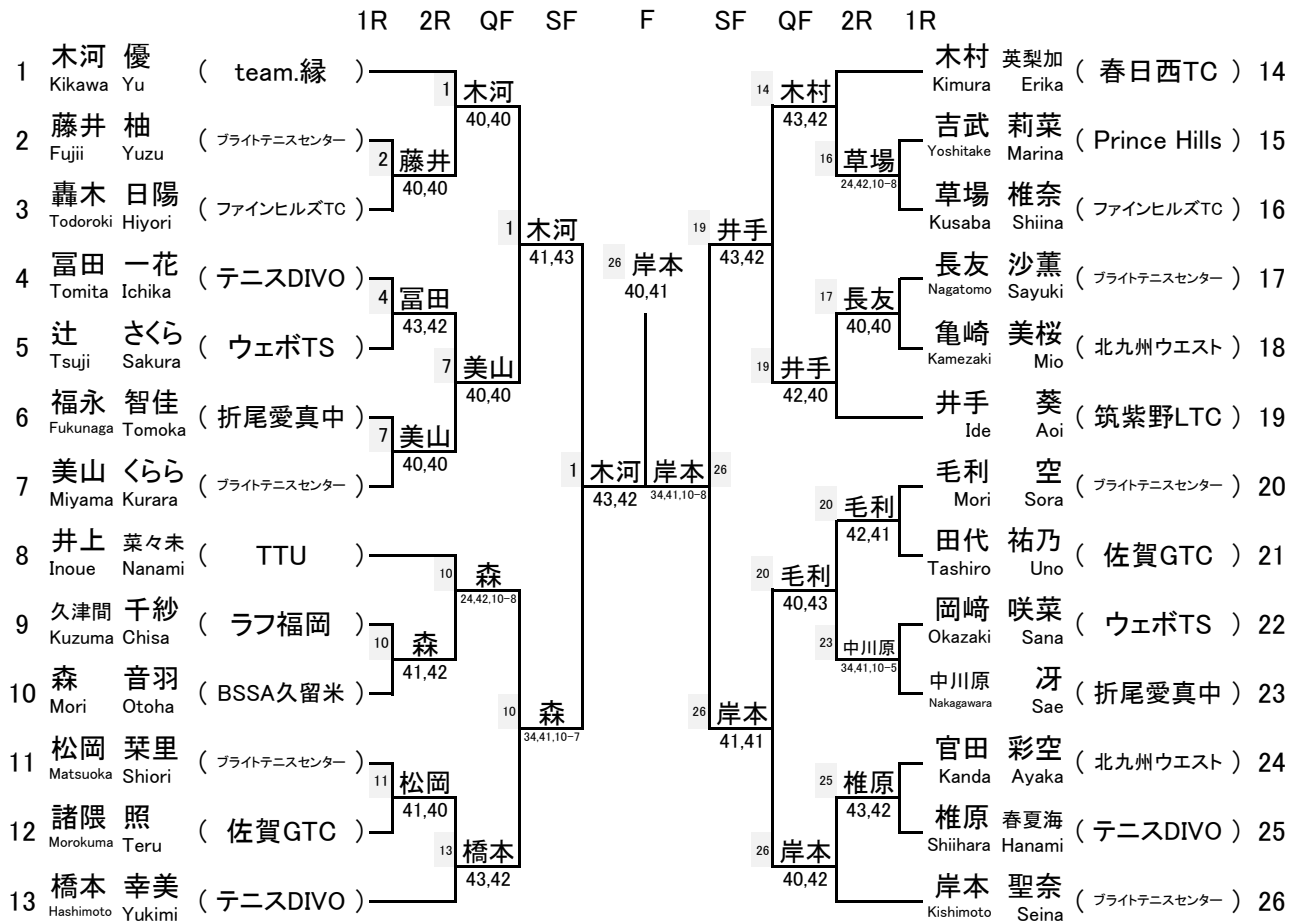 1R 2R QF SF F SF QF 2R 1R
1 木河 優 ( team.縁 )
Kikawa Yu
2 藤井 柚 ( ブライトテニスセンター )
Fujii Yuzu
3 轟木 日陽 ( ファインヒルズTC )
Todoroki Hiyori
4 冨田 一花 ( テニスDIVO )
Tomita Ichika
5 辻 さくら ( ウェボTS )
Tsuji Sakura
6 福永 智佳 ( 折尾愛真中 )
Fukunaga Tomoka
7 美山 くらら ( ブライトテニスセンター )
Miyama Kurara
8 井上 菜々未 ( TTU )
Inoue Nanami
9 久津間 千紗 ( ラフ福岡 )
Kuzuma Chisa
10 森 音羽 ( BSSA久留米 )
Mori Otoha
11 松岡 栞里 ( ブライトテニスセンター )
Matsuoka Shiori
12 諸隈 照 ( 佐賀GTC )
Morokuma Teru
13 橋本 幸美 ( テニスDIVO )
Hashimoto Yukimi
2 藤井
40,40
4 冨田
43,42
7 美山
40,40
10 森
41,42
11 松岡
41,40
1 木河
40,40
7 美山
40,40
10 森
24,42,10-8
13 橋本
43,42
1 木河
41,43
10 森
34,41,10-7
1 木河
43,42
26 岸本
40,41
岸本 26
34,41,10-8
19 井手
43,42
26 岸本
41,41
14 木村
43,42
19 井手
42,40
20 毛利
40,43
26 岸本
40,42
16 草場
24,42,10-8
17 長友
40,40
20 毛利
42,41
23 中川原
34,41,10-5
25 椎原
43,42
木村 英梨加 ( 春日西TC ) 14
Kimura Erika
吉武 莉菜 ( Prince Hills ) 15
Yoshitake Marina
草場 椎奈 ( ファインヒルズTC ) 16
Kusaba Shiina
長友 沙薫 ( ブライトテニスセンター ) 17
Nagatomo Sayuki
亀崎 美桜 ( 北九州ウエスト ) 18
Kamezaki Mio
井手 葵 ( 筑紫野LTC ) 19
Ide Aoi
毛利 空 ( ブライトテニスセンター ) 20
Mori Sora
田代 祐乃 ( 佐賀GTC ) 21
Tashiro Uno
岡﨑 咲菜 ( ウェボTS ) 22
Okazaki Sana
中川原 冴 ( 折尾愛真中 ) 23
Nakagawara Sae
官田 彩空 ( 北九州ウエスト ) 24
Kanda Ayaka
椎原 春夏海 ( テニスDIVO ) 25
Shiihara Hanami
岸本 聖奈 ( ブライトテニスセンター ) 26
Kishimoto Seina